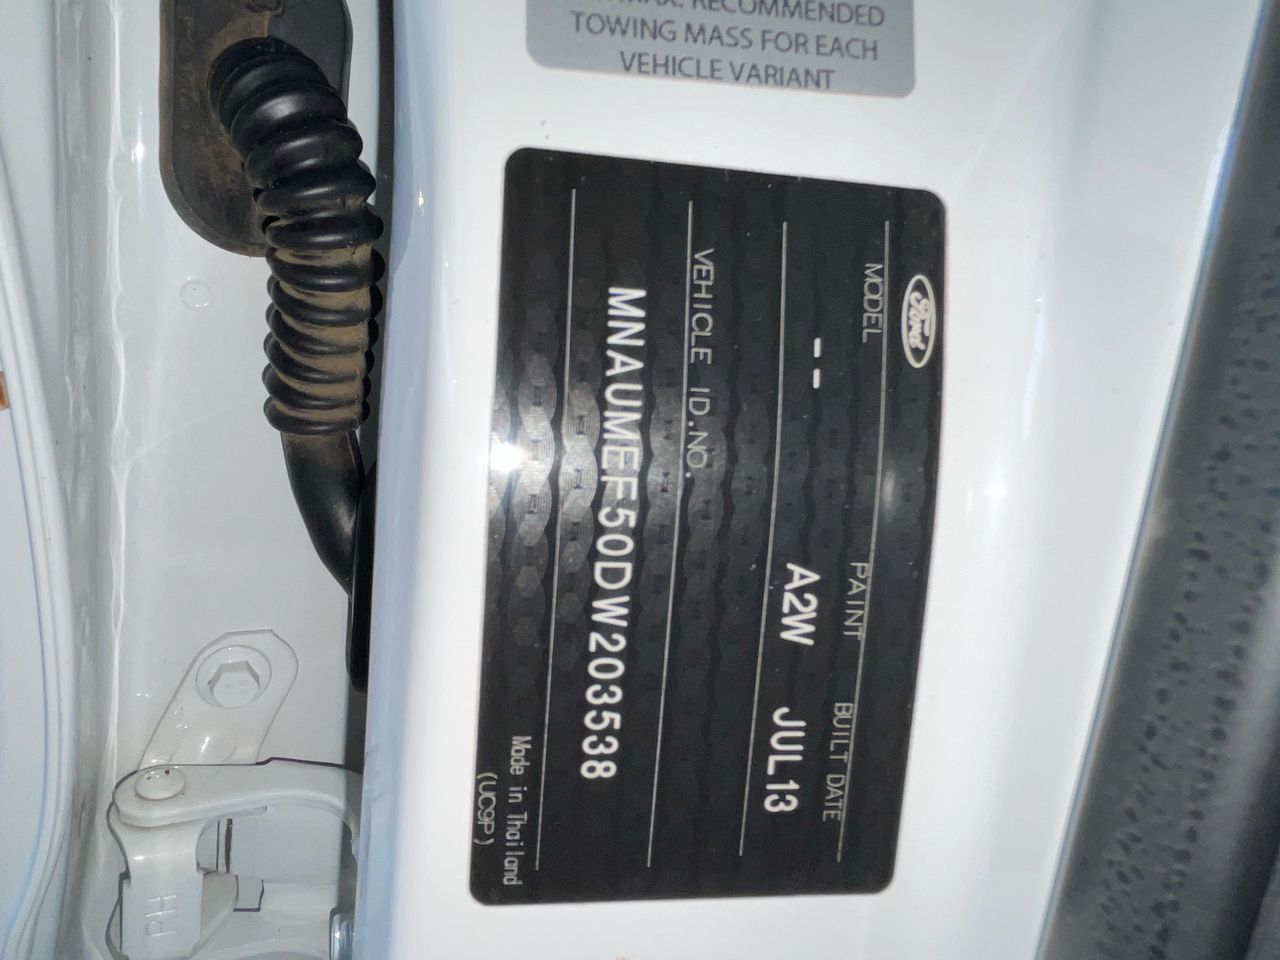 RECOMMENDED
TOWING MASS FOR EACH
VEHICLE VARIANT
Ford
MODEL PAINT BUILT DATE
-- A2W JUL13
VEHICLE ID.NO.
MNAUMEF50DW203538
Made in Thailand
(UC9P)
RH